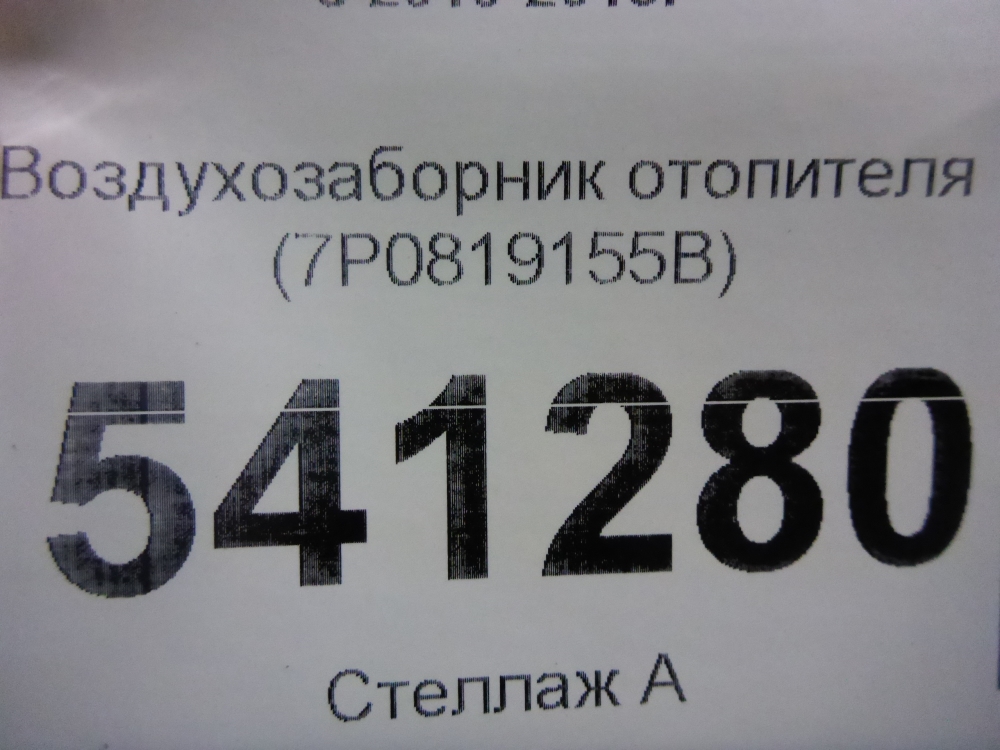 Воздухозаборник отопителя
(7P0819155B)
541280
Стеллаж А